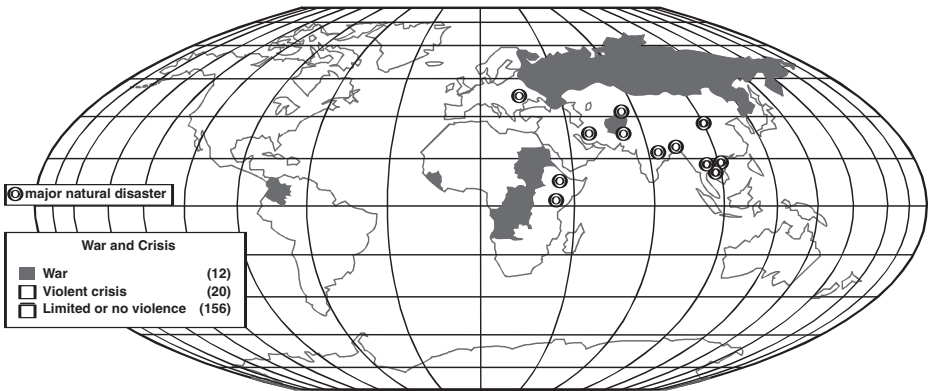 major natural disaster
War and Crisis
War (12)
Violent crisis (20)
Limited or no violence (156)